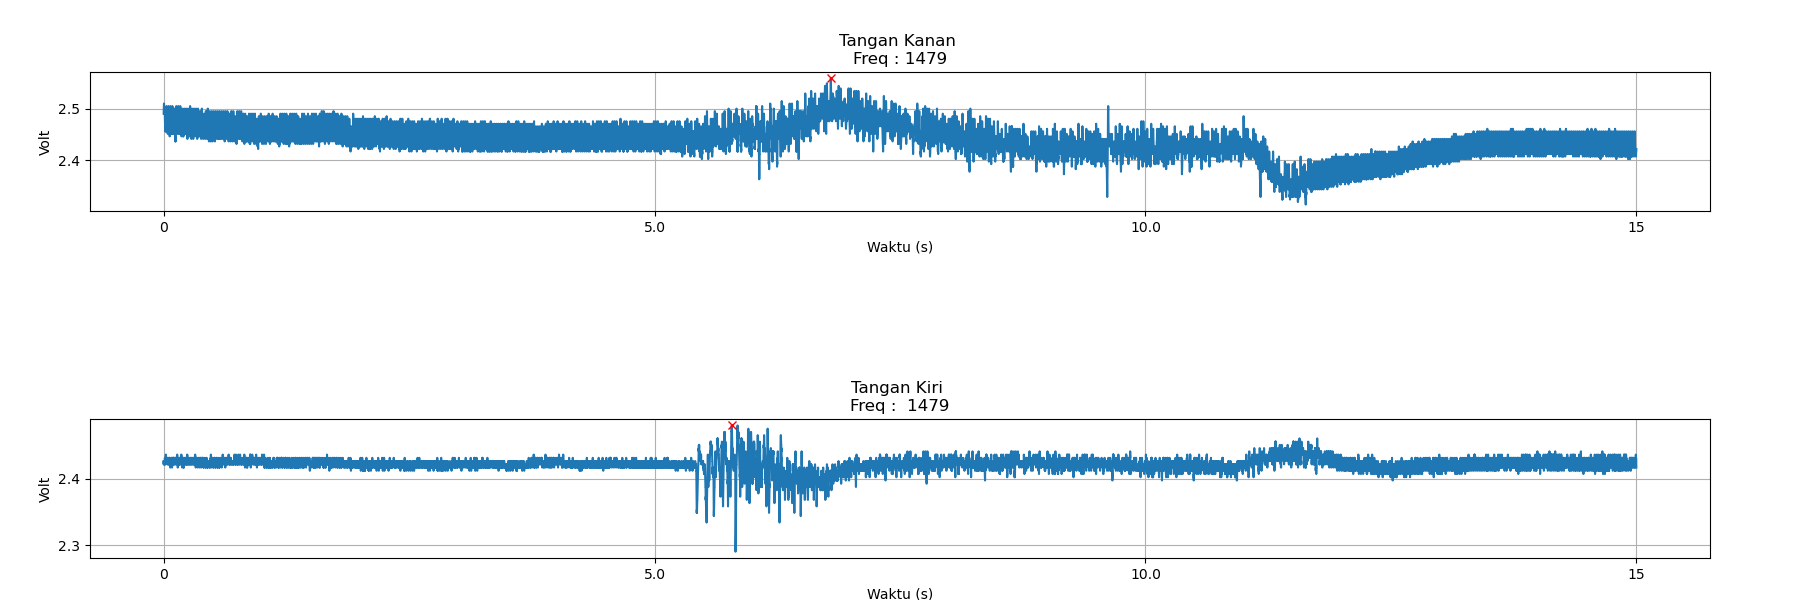 Tangan Kanan
Freq : 1479
2.5
2.4
Volt
0
5.0
10.0
15
Waktu (s)
Tangan Kiri
Freq :  1479
2.4
2.3
Volt
0
5.0
10.0
15
Waktu (s)